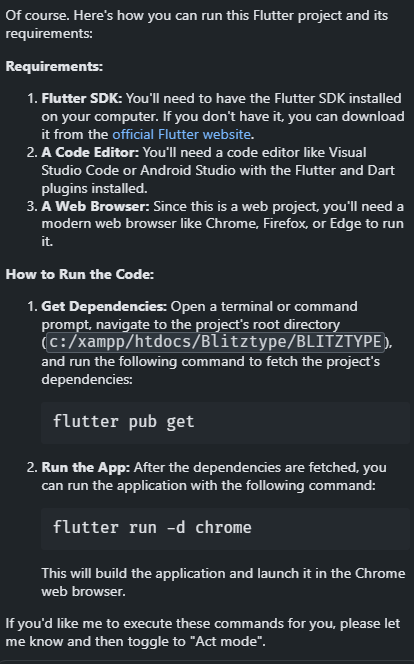 Of course. Here's how you can run this Flutter project and its
requirements:
Requirements:
1. Flutter SDK: You'll need to have the Flutter SDK installed
on your computer. If you don't have it, you can download
it from the official Flutter website.
2. A Code Editor: You'll need a code editor like Visual
Studio Code or Android Studio with the Flutter and Dart
plugins installed.
3. A Web Browser: Since this is a web project, you'll need a
modern web browser like Chrome, Firefox, or Edge to run
it.
How to Run the Code:
1. Get Dependencies: Open a terminal or command
prompt, navigate to the project's root directory
(c:/xampp/htdocs/Blitztype/BLITZTYPE),
and run the following command to fetch the project's
dependencies:
flutter pub get
2. Run the App: After the dependencies are fetched, you
can run the application with the following command:
flutter run -d chrome
This will build the application and launch it in the Chrome
web browser.
If you'd like me to execute these commands for you, please let
me know and then toggle to "Act mode".